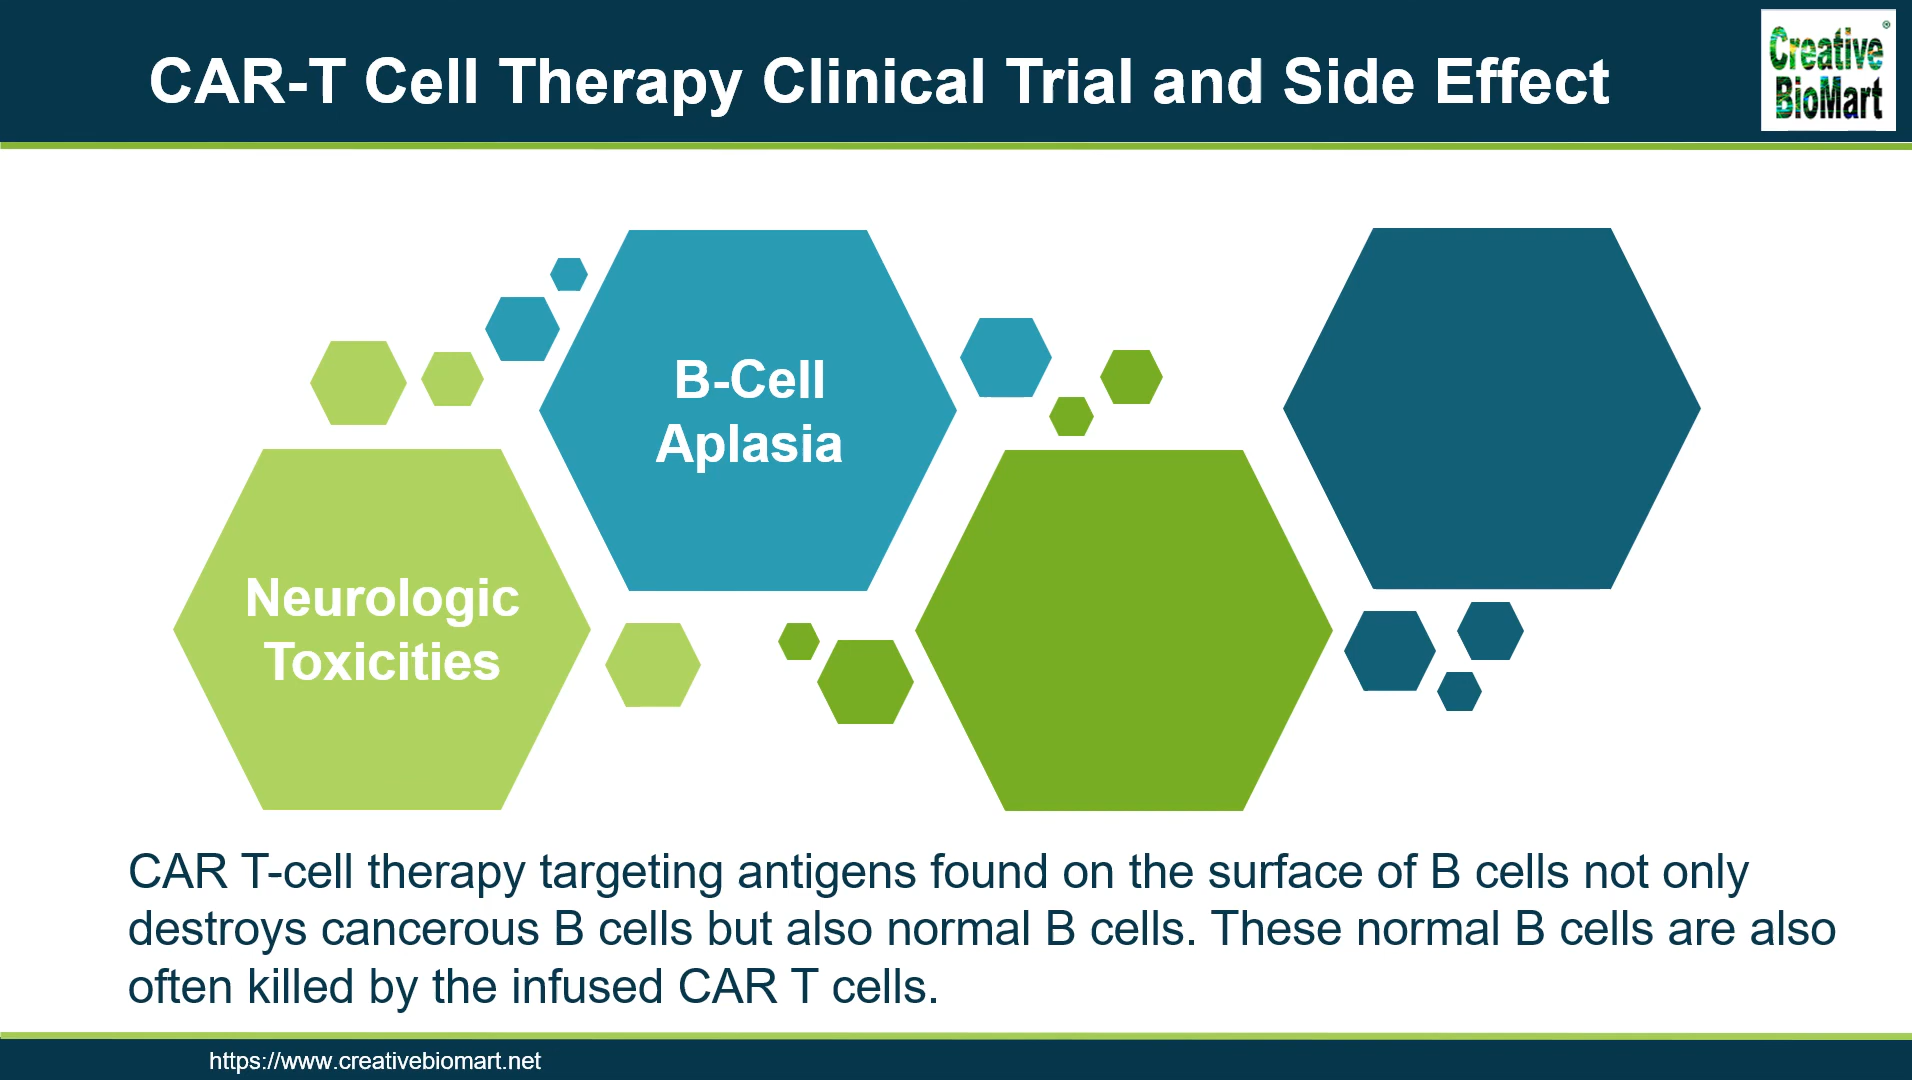 CAR-T Cell Therapy Clinical Trial and Side Effect
Creative®
BioMart
B-Cell
Aplasia
Neurologic
Toxicities
CAR T-cell therapy targeting antigens found on the surface of B cells not only
destroys cancerous B cells but also normal B cells. These normal B cells are also
often killed by the infused CAR T cells.
https://www.creativebiomart.net